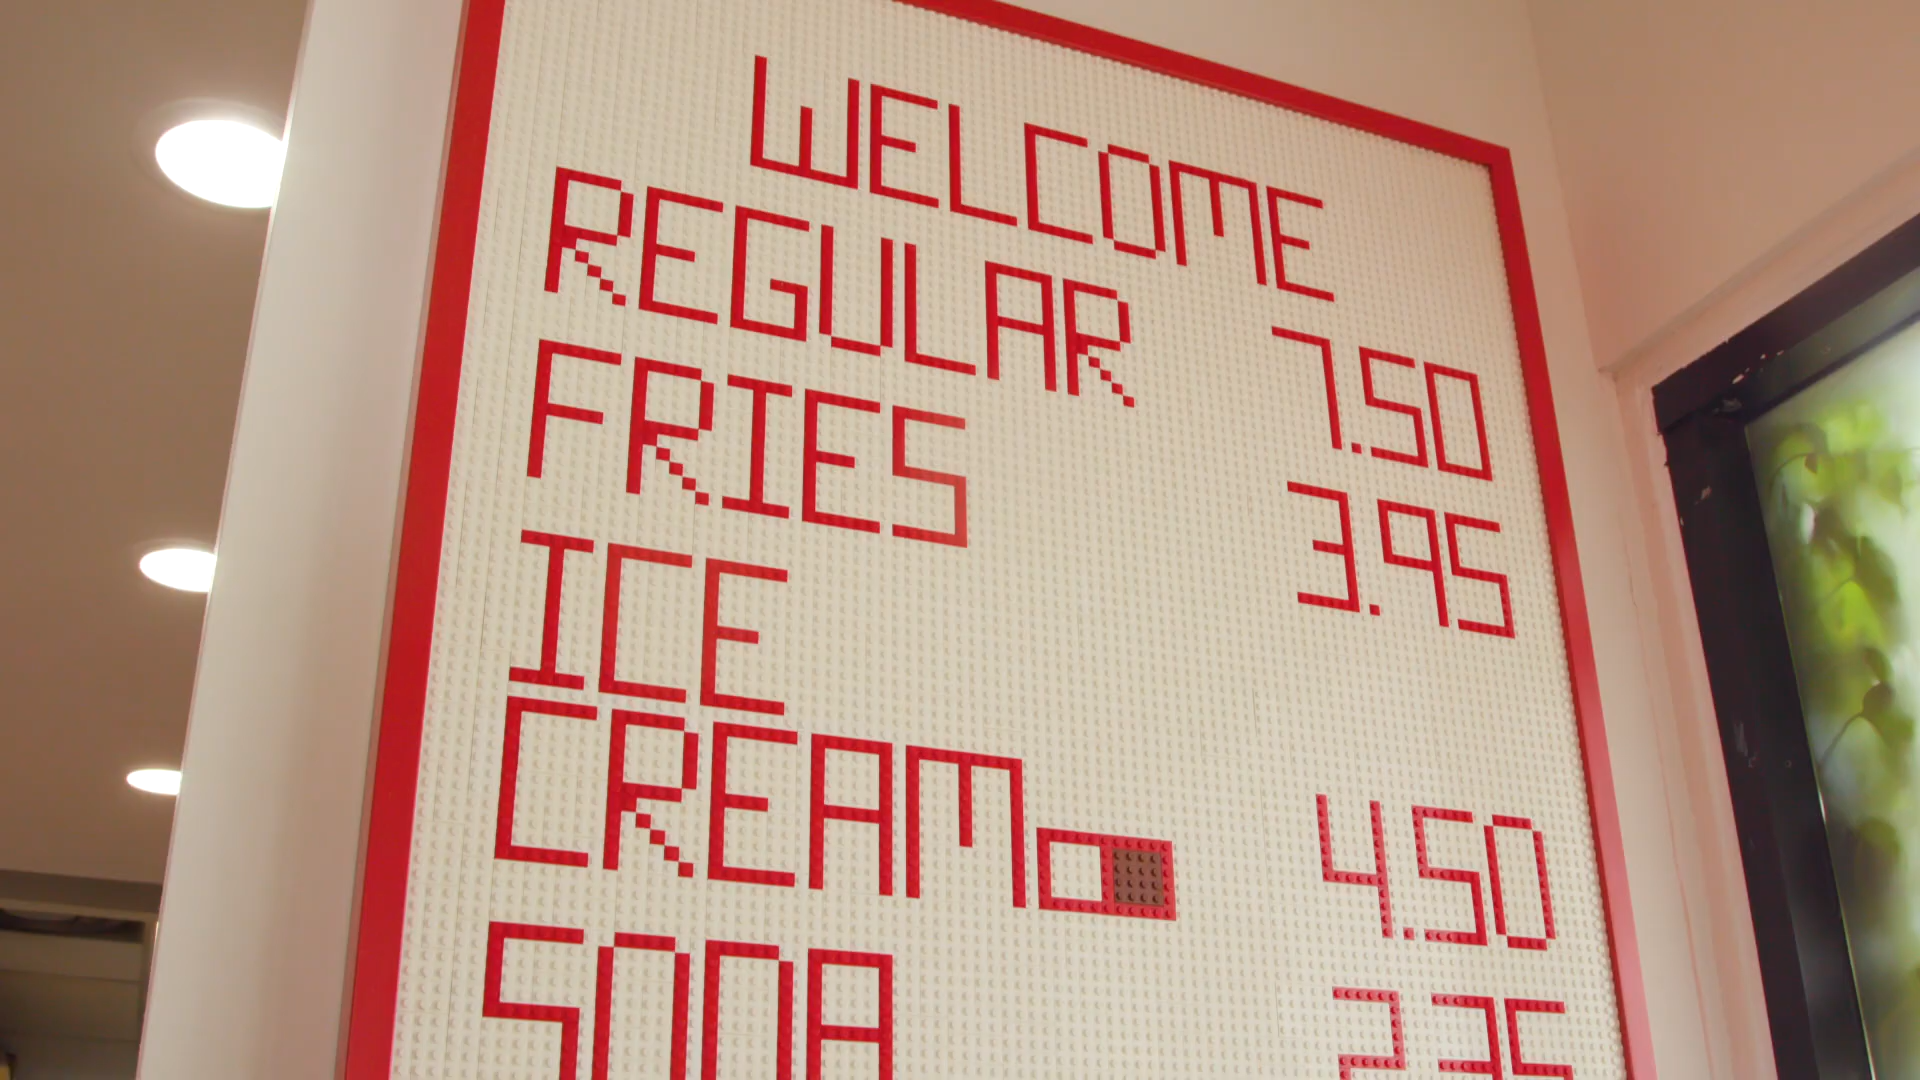 WELCOME
REGULAR 7.50
FRIES 3.95
ICE
CREAM 4.50
SODA